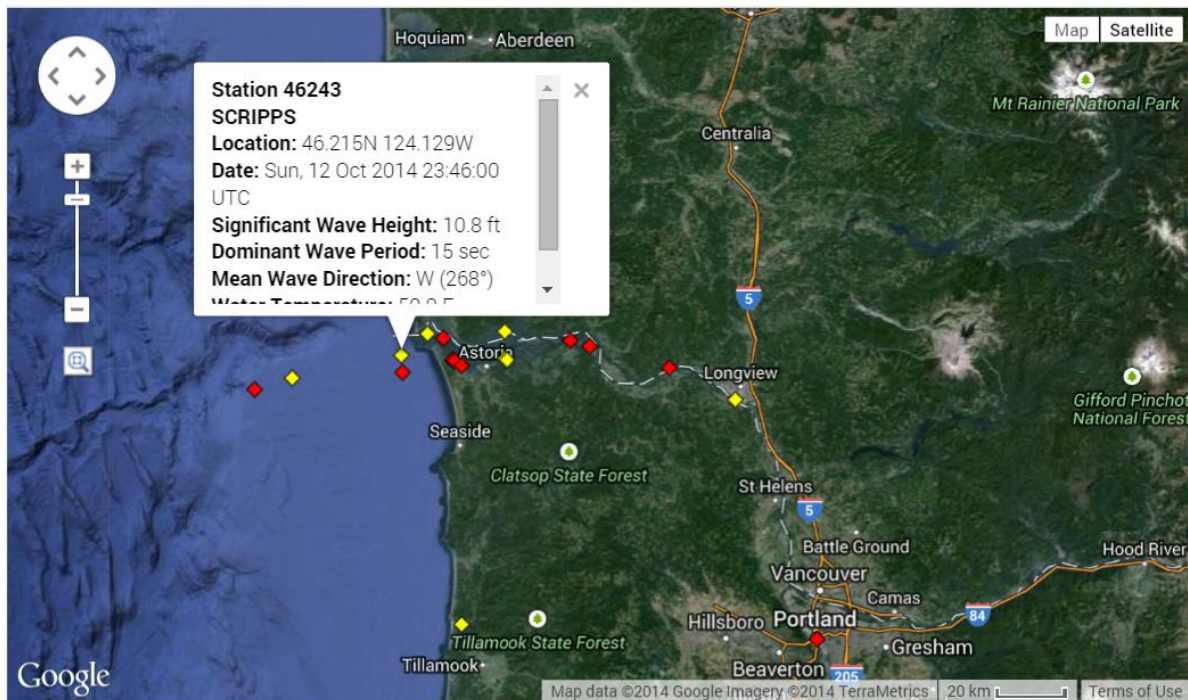 Hoquiam
Aberdeen
Map Satellite
Station 46243
SCRIPPS
Location: 46.215N 124.129W
Date: Sun, 12 Oct 2014 23:46:00
UTC
Significant Wave Height: 10.8 ft
Dominant Wave Period: 15 sec
Mean Wave Direction: W (268°)
Water Temperature:
Mt Rainier National Park
Centralia
5
Astoria
Longview
Gifford Pinchot
National Forest
Seaside
Clatsop State Forest
St Helens
5
Battle Ground
Hood River
Vancouver
Camas
84
Hillsboro
Portland
Gresham
Tillamook State Forest
Tillamook
Beaverton
205
Google
Map data ©2014 Google Imagery ©2014 TerraMetrics
20 km
Terms of Use